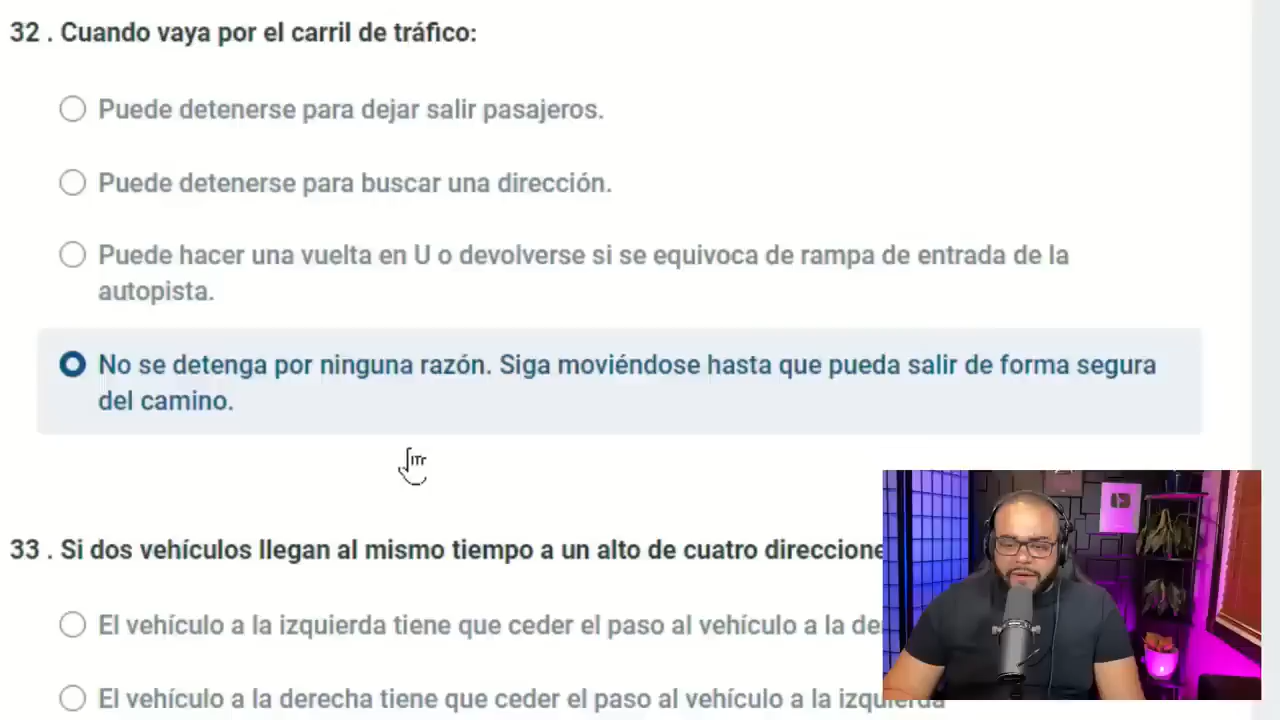 32 . Cuando vaya por el carril de tráfico:
Puede detenerse para dejar salir pasajeros.
Puede detenerse para buscar una dirección.
Puede hacer una vuelta en U o devolverse si se equivoca de rampa de entrada de la
autopista.
No se detenga por ninguna razón. Siga moviéndose hasta que pueda salir de forma segura
del camino.
33 . Si dos vehículos llegan al mismo tiempo a un alto de cuatro
El vehículo a la izquierda tiene que ceder el paso al vehículo a la
El vehículo a la derecha tiene que ceder el paso al vehículo a la